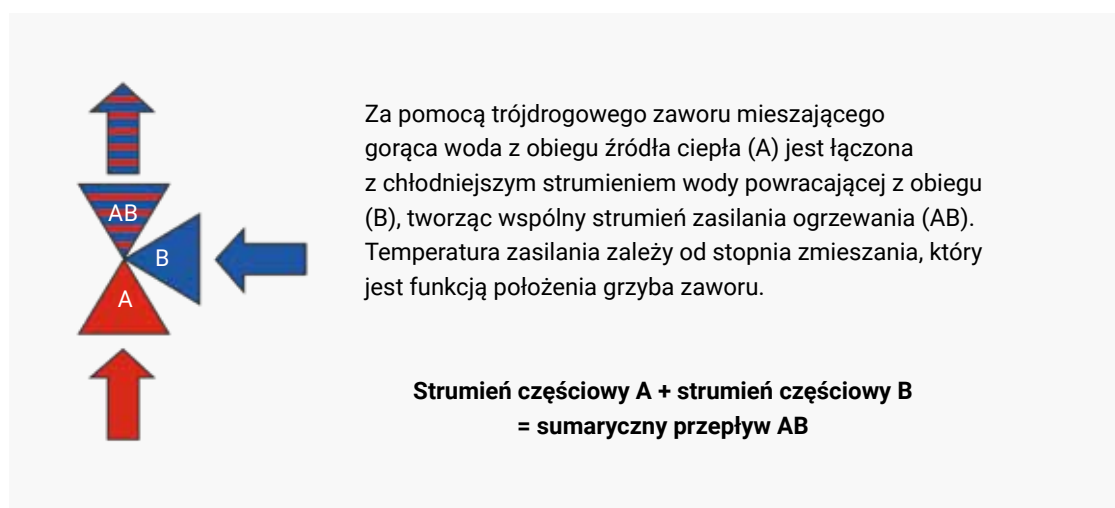 AB
B
A
Za pomocą trójdrogowego zaworu mieszającego
gorąca woda z obiegu źródła ciepła (A) jest łączona
z chłodniejszym strumieniem wody powracającej z obiegu
(B), tworząc wspólny strumień zasilania ogrzewania (AB).
Temperatura zasilania zależy od stopnia zmieszania, który
jest funkcją położenia grzyba zaworu.
Strumień częściowy A + strumień częściowy B
= sumaryczny przepływ AB